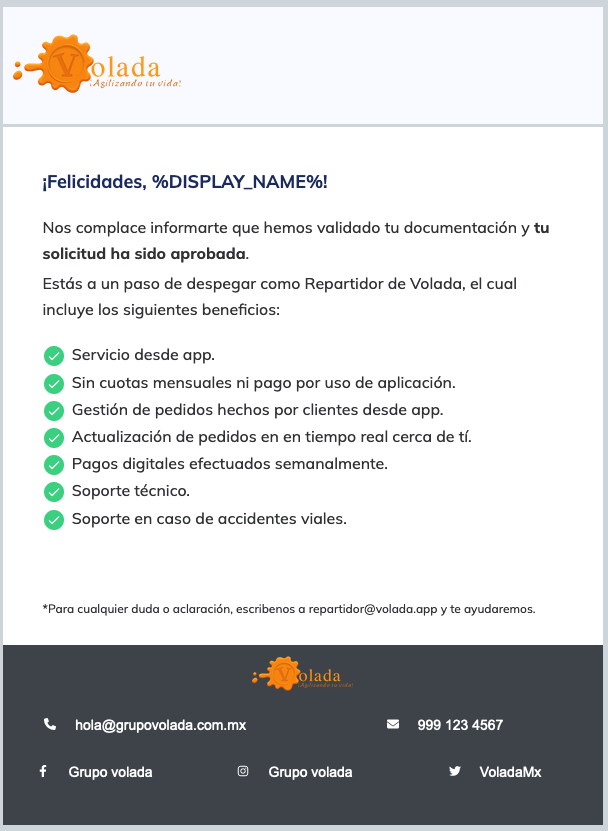 Volada
¡Agilizando tu vida!
¡Felicidades, %DISPLAY_NAME%!
Nos complace informarte que hemos validado tu documentación y tu
solicitud ha sido aprobada.
Estás a un paso de despegar como Repartidor de Volada, el cual
incluye los siguientes beneficios:
Servicio desde app.
Sin cuotas mensuales ni pago por uso de aplicación.
Gestión de pedidos hechos por clientes desde app.
Actualización de pedidos en en tiempo real cerca de tí.
Pagos digitales efectuados semanalmente.
Soporte técnico.
Soporte en caso de accidentes viales.
*Para cualquier duda o aclaración, escribenos a repartidor@volada.app y te ayudaremos.
Volada
¡Agilizando tu vida!
hola@grupovolada.com.mx 999 123 4567
Grupo volada Grupo volada VoladaMx